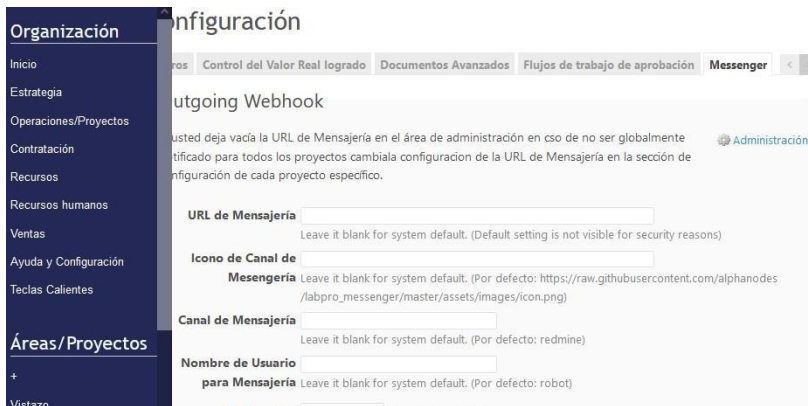 Organización
Inicio
Estrategia
Operaciones/Proyectos
Contratación
Recursos
Recursos humanos
Ventas
Ayuda y Configuración
Teclas Calientes
Áreas/Proyectos
+
Vistazo
onfiguración
ros Control del Valor Real logrado Documentos Avanzados Flujos de trabajo de aprobación Messenger <
utgoing Webhook
usted deja vacía la URL de Mensajería en el área de administración en cso de no ser globalmente
tificado para todos los proyectos cambiala configuracion de la URL de Mensajería en la sección de
nfiguración de cada proyecto específico.
Administración
URL de Mensajería
Leave it blank for system default. (Default setting is not visible for security reasons)
Icono de Canal de
Mesengería Leave it blank for system default. (Por defecto: https://raw.githubusercontent.com/alphanodes
/labpro_messenger/master/assets/images/icon.png)
Canal de Mensajería
Leave it blank for system default. (Por defecto: redmine)
Nombre de Usuario
para Mensajería Leave it blank for system default. (Por defecto: robot)